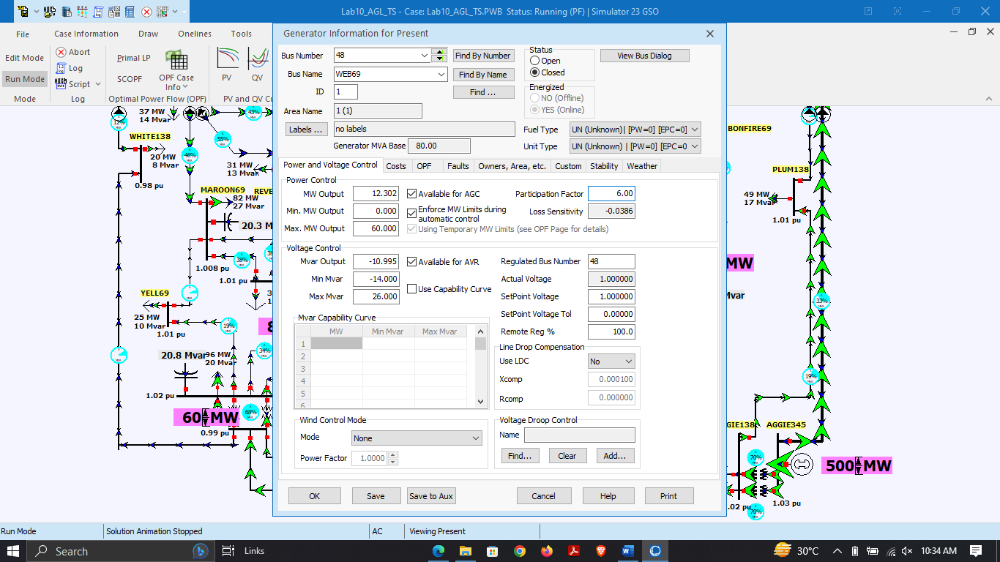 Lab10_AGL_TS - Case: Lab10_AGL_TS.PWB Status: Running (PF) | Simulator 23 GSO
File Case Information Draw Onelines Tools
Edit Mode
Run Mode
Mode
Abort
Log
Script
Log
Primal LP
SCOPF
OPF Case
Info
Optimal Power Flow (OPF)
PV QV
PV and QV Cu
Generator Information for Present
Bus Number 48 Find By Number
Bus Name WEB69 Find By Name
ID 1 Find ...
Area Name 1 (1)
Labels ... no labels
Generator MVA Base 80.00
Status
Open
Closed
Energized
NO (Offline)
YES (Online)
View Bus Dialog
Fuel Type UN (Unknown)| [PW=0] [EPC=0]
Unit Type UN (Unknown) | [PW=0] [EPC=0
Power and Voltage Control Costs OPF Faults Owners, Area, etc. Custom Stability Weather
Power Control
MW Output 12.302 Available for AGC Participation Factor 6.00
Min. MW Output 0.000 Enforce MW Limits during
automatic control
Loss Sensitivity -0.0386
Max. MW Output 60.000 Using Temporary MW Limits (see OPF Page for details)
Voltage Control
Mvar Output -10.995 Available for AVR Regulated Bus Number 48
Min Mvar -14.000 Actual Voltage 1.000000
Use Capability Curve
Max Mvar 26.000 SetPoint Voltage 1.000000
SetPoint Voltage Tol 0.00000
Remote Reg % 100.0
Mvar Capability Curve
MW Min Mvar Max Mvar
1
2
3
4
5
6
Line Drop Compensation
Use LDC No
Xcomp 0.000100
Rcomp 0.000000
Wind Control Mode
Mode None
Power Factor 1.0000
Voltage Droop Control
Name
Find... Clear Add...
OK Save Save to Aux Cancel Help Print
37 MW
14 Mvar
12%
MVA
43%
MVA
WHITE138
55%
MVA
20 MW
8 Mvar
48%
MVA
31 MW
13 Mvar
0.98 pu
MAROON69 REVE
82 MW
27 Mvar
20.3 M
38%
MVA
1.008 pu
1.01 pu
YELL69
25 MW
10 Mvar
1.01 pu
19%
MVA
8
20.8 Mvar
96 MW
20 Mvar
34%
MVA
1.02 pu
60 MW
68%
MVA
0.99 pu
BONFIRE69
PLUM138
49 MW
17 Mvar
1.01 pu
MW
Mvar
33%
MVA
19%
MVA
GIE138 AGGIE345
70%
MVA
500 MW
.02 pu
1.03 pu
70%
MVA
Run Mode Solution Animation Stopped AC Viewing Present
Search
Links
30°C
10:34 AM